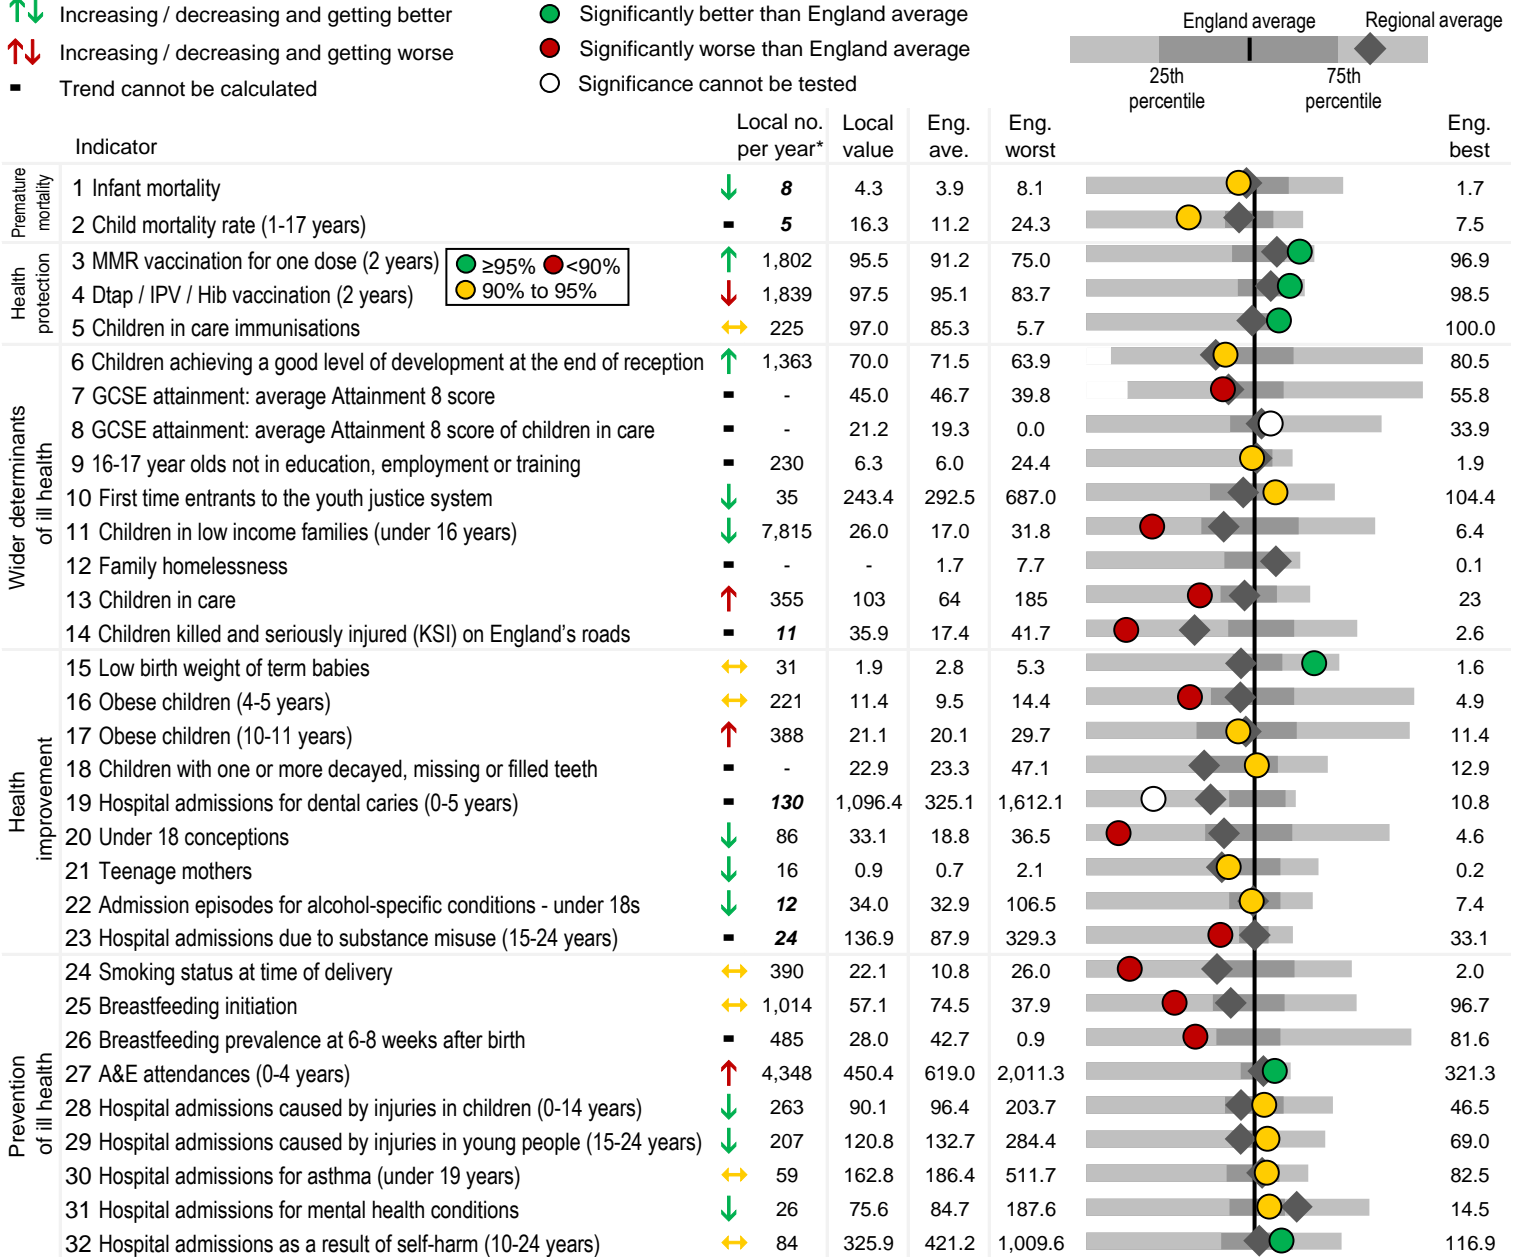 Increasing / decreasing and getting better
Significantly better than England average
England average
Regional average
Increasing / decreasing and getting worse
Significantly worse than England average
Trend cannot be calculated
Significance cannot be tested
25th percentile
75th percentile
Indicator Local no. per year* Local value Eng. ave. Eng. worst Eng. best
Premature mortality
1 Infant mortality 8 4.3 3.9 8.1 1.7
2 Child mortality rate (1-17 years) 5 16.3 11.2 24.3 7.5
Health protection
3 MMR vaccination for one dose (2 years) 1,802 95.5 91.2 75.0 96.9
≥95% <90%
90% to 95%
4 Dtap / IPV / Hib vaccination (2 years) 1,839 97.5 95.1 83.7 98.5
5 Children in care immunisations 225 97.0 85.3 5.7 100.0
Wider determinants of ill health
6 Children achieving a good level of development at the end of reception 1,363 70.0 71.5 63.9 80.5
7 GCSE attainment: average Attainment 8 score - 45.0 46.7 39.8 55.8
8 GCSE attainment: average Attainment 8 score of children in care - 21.2 19.3 0.0 33.9
9 16-17 year olds not in education, employment or training 230 6.3 6.0 24.4 1.9
10 First time entrants to the youth justice system 35 243.4 292.5 687.0 104.4
11 Children in low income families (under 16 years) 7,815 26.0 17.0 31.8 6.4
12 Family homelessness - - 1.7 7.7 0.1
13 Children in care 355 103 64 185 23
14 Children killed and seriously injured (KSI) on England's roads 11 35.9 17.4 41.7 2.6
Health improvement
15 Low birth weight of term babies 31 1.9 2.8 5.3 1.6
16 Obese children (4-5 years) 221 11.4 9.5 14.4 4.9
17 Obese children (10-11 years) 388 21.1 20.1 29.7 11.4
18 Children with one or more decayed, missing or filled teeth - 22.9 23.3 47.1 12.9
19 Hospital admissions for dental caries (0-5 years) 130 1,096.4 325.1 1,612.1 10.8
20 Under 18 conceptions 86 33.1 18.8 36.5 4.6
21 Teenage mothers 16 0.9 0.7 2.1 0.2
22 Admission episodes for alcohol-specific conditions - under 18s 12 34.0 32.9 106.5 7.4
23 Hospital admissions due to substance misuse (15-24 years) 24 136.9 87.9 329.3 33.1
Prevention of ill health
24 Smoking status at time of delivery 390 22.1 10.8 26.0 2.0
25 Breastfeeding initiation 1,014 57.1 74.5 37.9 96.7
26 Breastfeeding prevalence at 6-8 weeks after birth 485 28.0 42.7 0.9 81.6
27 A&E attendances (0-4 years) 4,348 450.4 619.0 2,011.3 321.3
28 Hospital admissions caused by injuries in children (0-14 years) 263 90.1 96.4 203.7 46.5
29 Hospital admissions caused by injuries in young people (15-24 years) 207 120.8 132.7 284.4 69.0
30 Hospital admissions for asthma (under 19 years) 59 162.8 186.4 511.7 82.5
31 Hospital admissions for mental health conditions 26 75.6 84.7 187.6 14.5
32 Hospital admissions as a result of self-harm (10-24 years) 84 325.9 421.2 1,009.6 116.9